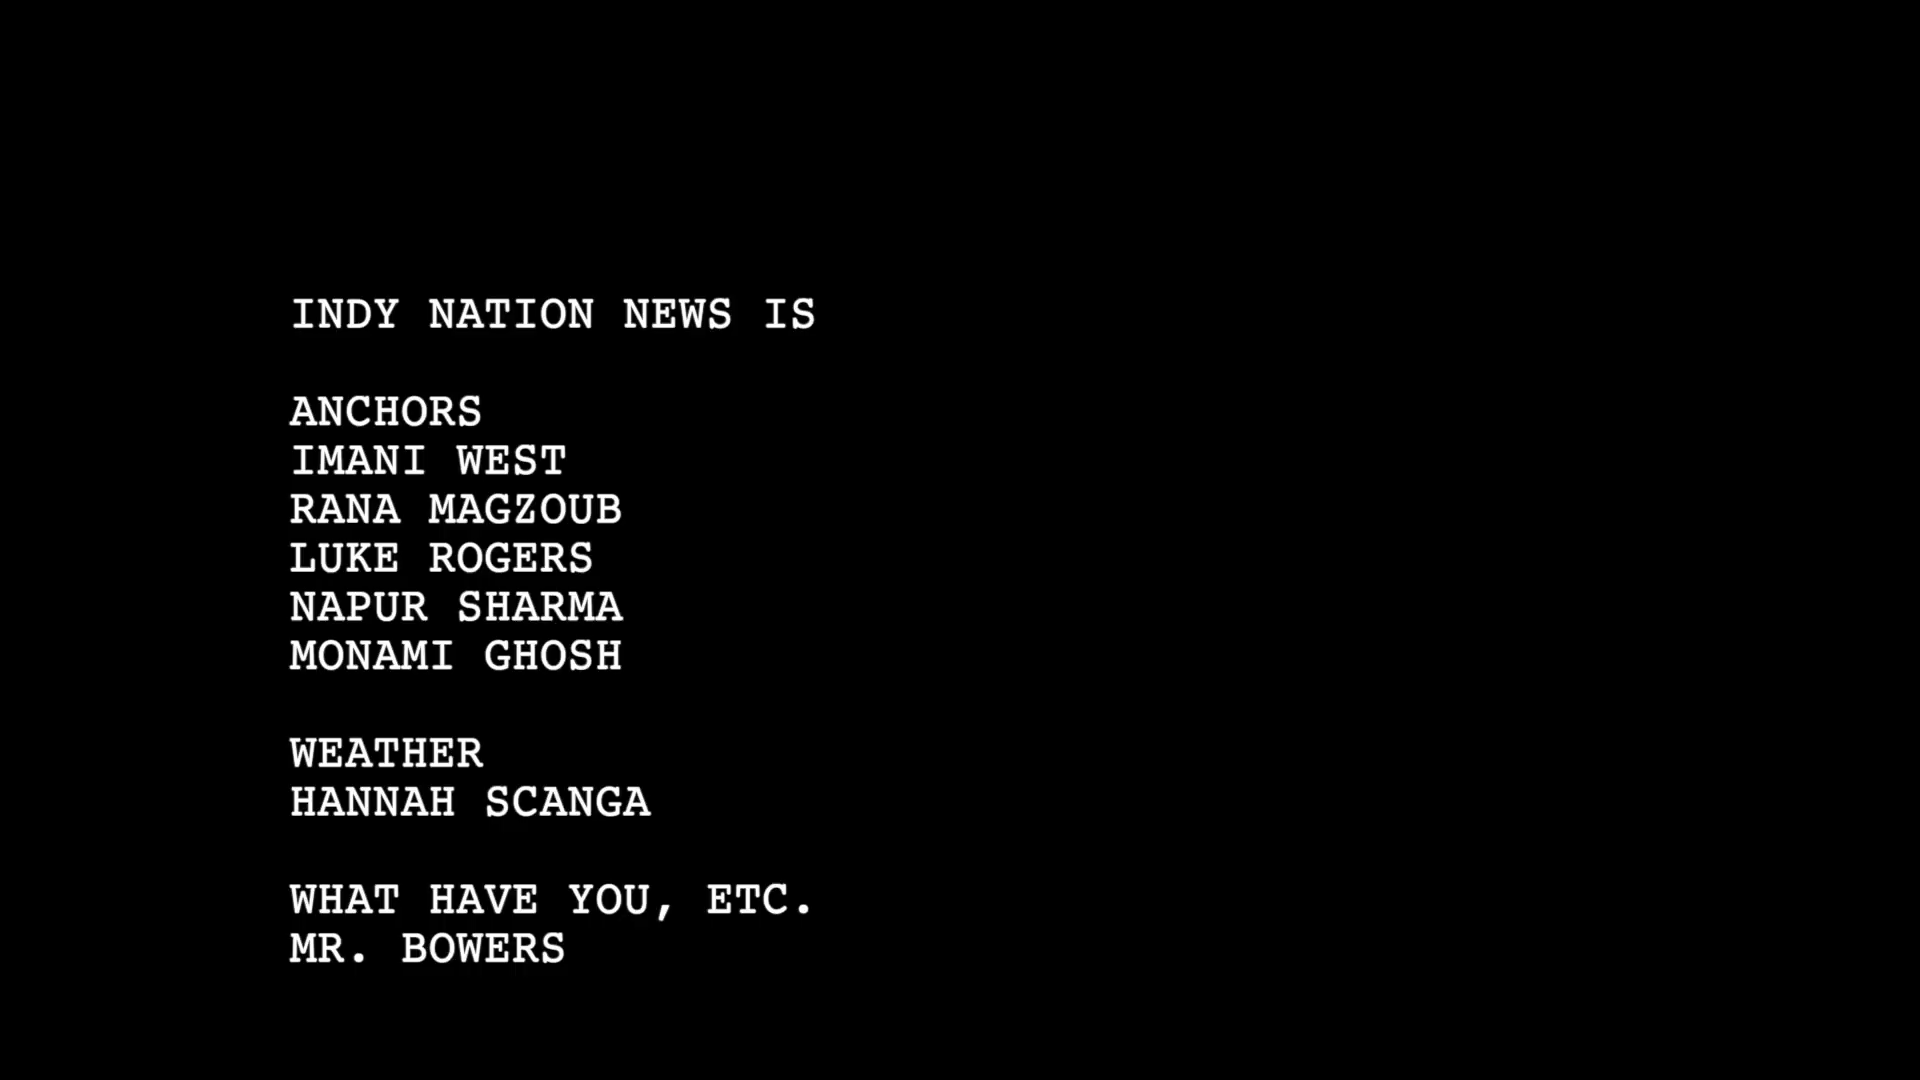 INDY NATION NEWS IS
ANCHORS
IMANI WEST
RANA MAGZOUB
LUKE ROGERS
NAPUR SHARMA
MONAMI GHOSH
WEATHER
HANNAH SCANGA
WHAT HAVE YOU, ETC.
MR. BOWERS